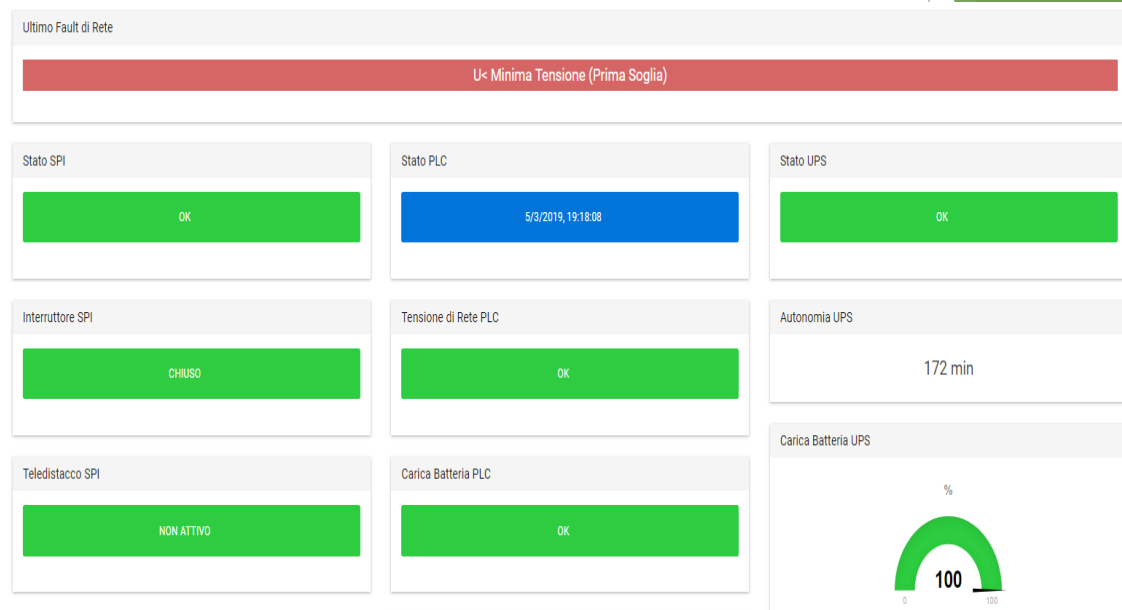 Ultimo Fault di Rete
U< Minima Tensione (Prima Soglia)
Stato SPI
OK
Stato PLC
5/3/2019, 19:18:08
Stato UPS
OK
Interruttore SPI
CHIUSO
Tensione di Rete PLC
OK
Autonomia UPS
172 min
Teledistacco SPI
NON ATTIVO
Carica Batteria PLC
OK
Carica Batteria UPS
%
100
0
100